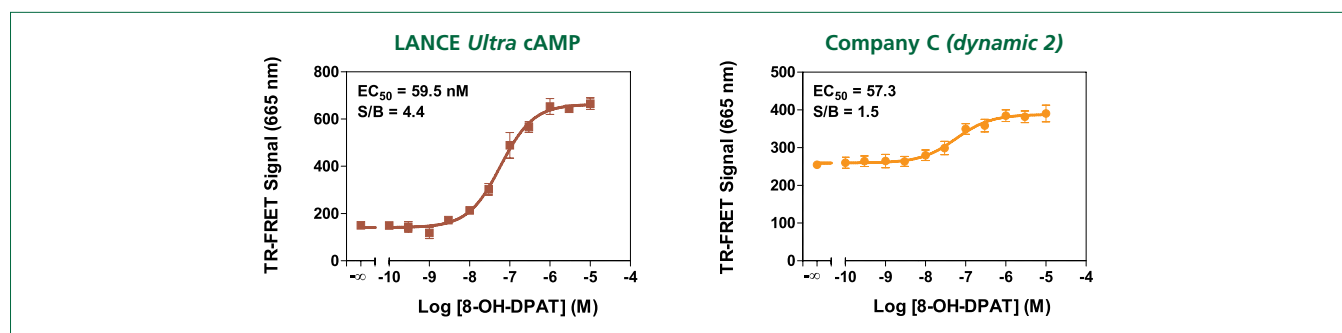 LANCE Ultra cAMP
TR-FRET Signal (665 nm)
800
600
400
200
0
EC50 = 59.5 nM
S/B = 4.4
-∞ -10 -9 -8 -7 -6 -5 -4
Log [8-OH-DPAT] (M)
Company C (dynamic 2)
TR-FRET Signal (665 nm)
500
400
300
200
100
0
EC50 = 57.3
S/B = 1.5
-∞ -10 -9 -8 -7 -6 -5 -4
Log [8-OH-DPAT] (M)